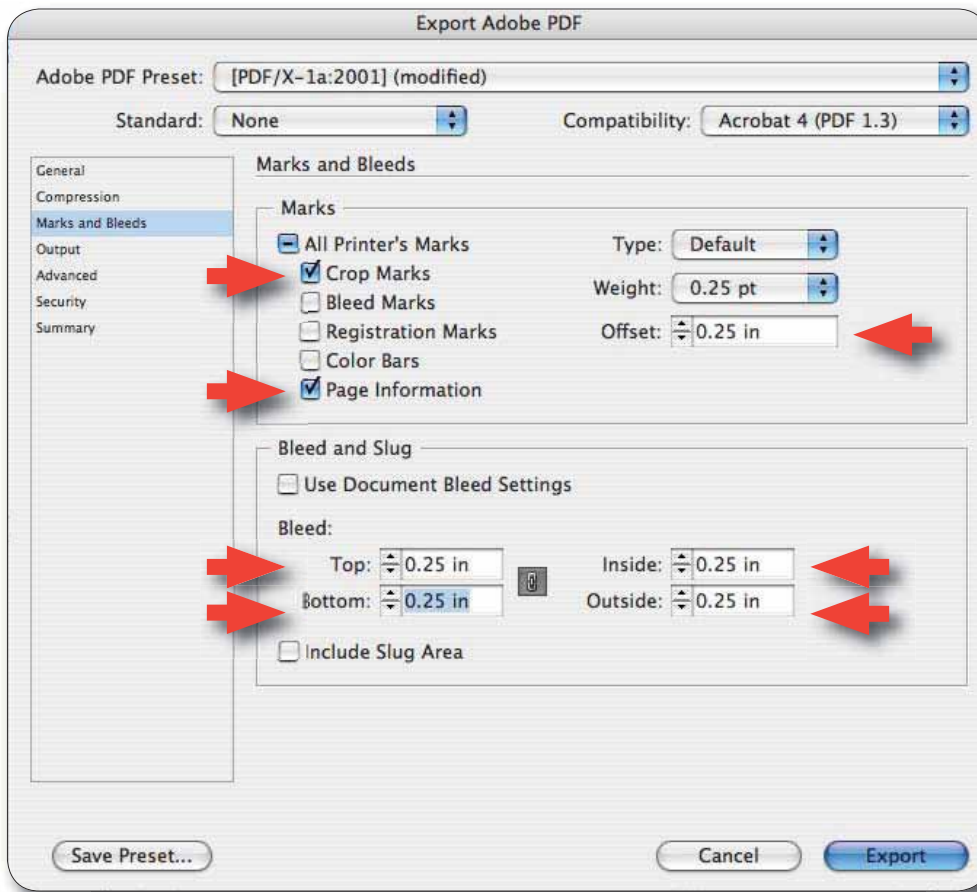 Export Adobe PDF
Adobe PDF Preset: [PDF/X-1a:2001] (modified)
Standard: None Compatibility: Acrobat 4 (PDF 1.3)
General
Compression
Marks and Bleeds
Output
Advanced
Security
Summary
Marks and Bleeds
Marks
All Printer's Marks Type: Default
Crop Marks Weight: 0.25 pt
Bleed Marks
Registration Marks Offset: 0.25 in
Color Bars
Page Information
Bleed and Slug
Use Document Bleed Settings
Bleed:
Top: 0.25 in Inside: 0.25 in
Bottom: 0.25 in Outside: 0.25 in
Include Slug Area
Save Preset... Cancel Export